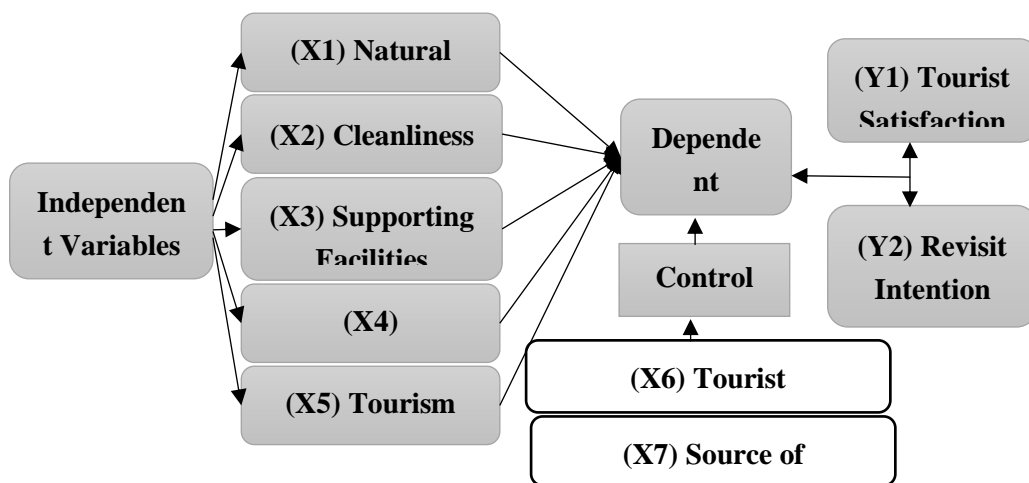 Independen
t Variables
(X1) Natural
(X2) Cleanliness
(X3) Supporting
Facilities
(X4)
(X5) Tourism
Depende
nt
Control
(X6) Tourist
(X7) Source of
(Y1) Tourist
Satisfaction
(Y2) Revisit
Intention